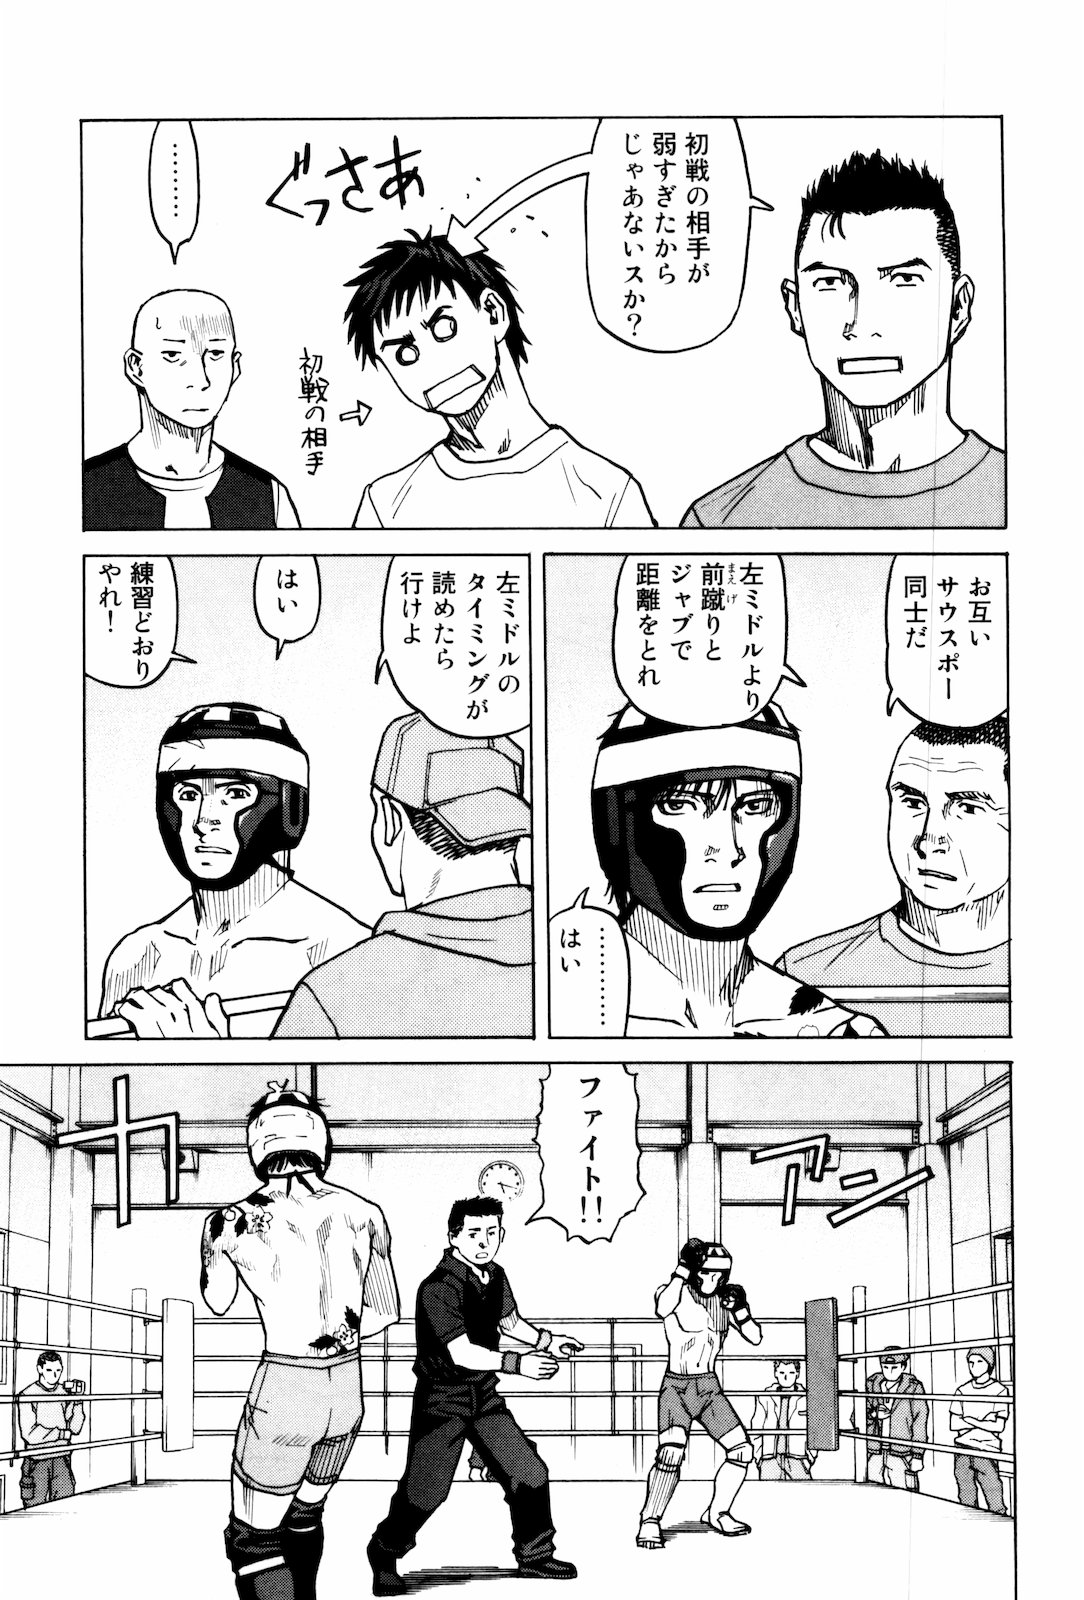 初戦の相手が
弱すぎたから
じゃあないスか?
ぐっさあ
初戦の相手
………
お互い
サウスポー
同士だ
左ミドルより
前蹴りと
まえげ
ジャブで
距離をとれ
………
はい
左ミドルの
タイミングが
読めたら
行けよ
はい
練習どおり
やれ!
ファイト!!
カアン